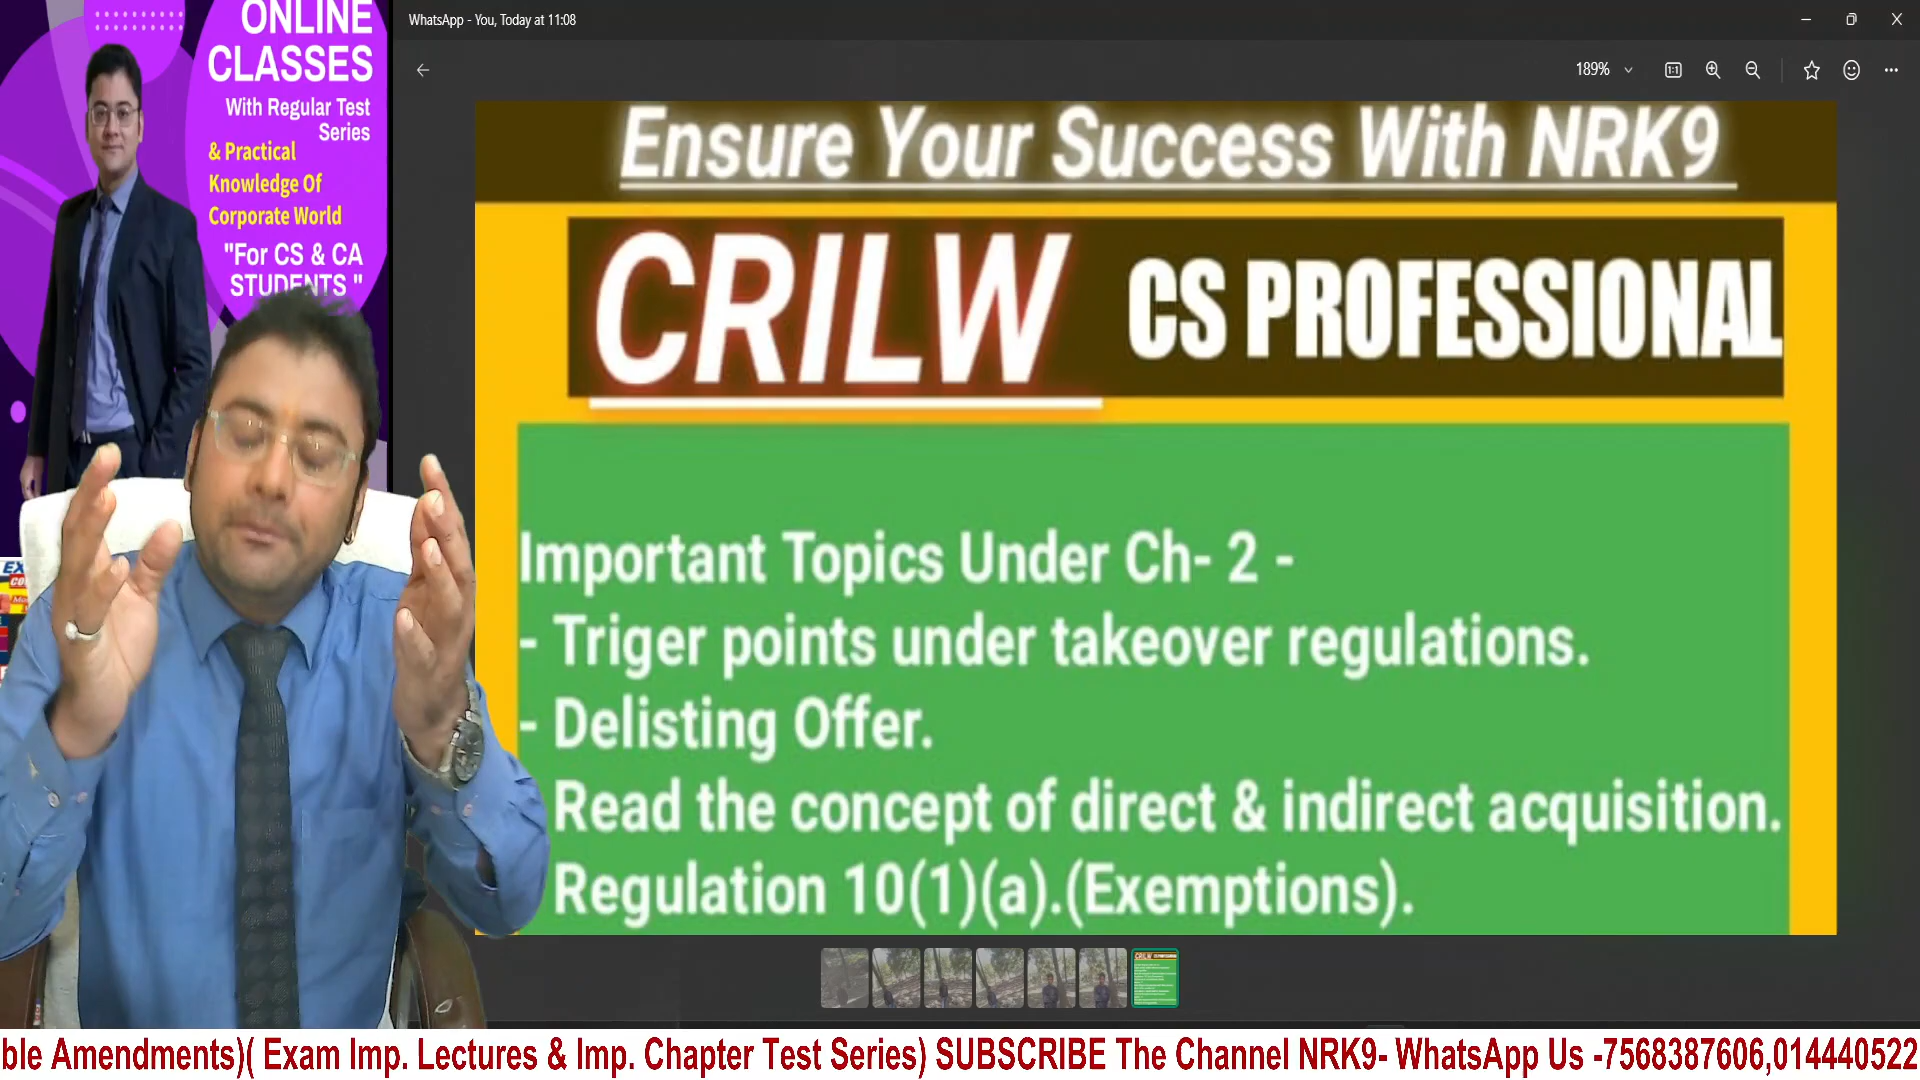 ONLINE
CLASSES
With Regular Test
Series
& Practical
Knowledge Of
Corporate World
"For CS & CA
STUDENTS "
WhatsApp - You, Today at 11:08
189%
1:1
Ensure Your Success With NRK9
CRILW CS PROFESSIONAL
Important Topics Under Ch- 2 -
- Triger points under takeover regulations.
- Delisting Offer.
Read the concept of direct & indirect acquisition.
Regulation 10(1)(a).(Exemptions).
ble Amendments)( Exam Imp. Lectures & Imp. Chapter Test Series) SUBSCRIBE The Channel NRK9- WhatsApp Us -7568387606,014440522